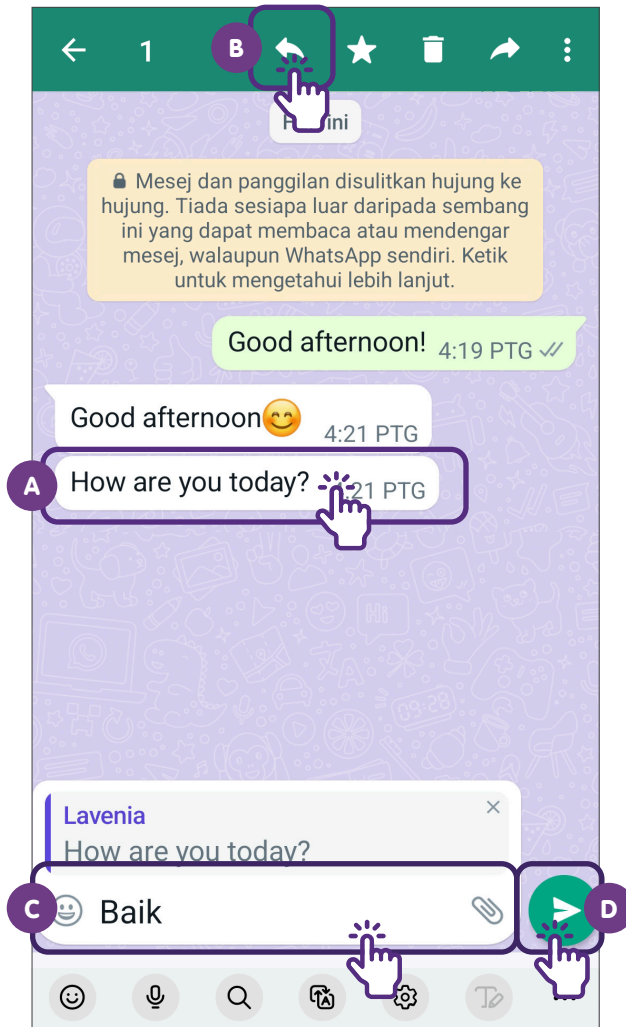 1
B
Mesej dan panggilan disulitkan hujung ke
hujung. Tiada sesiapa luar daripada sembang
ini yang dapat membaca atau mendengar
mesej, walaupun WhatsApp sendiri. Ketik
untuk mengetahui lebih lanjut.
Good afternoon! 4:19 PTG
Good afternoon😊 4:21 PTG
A
How are you today? :21 PTG
Lavenia
How are you today?
C
Baik
D